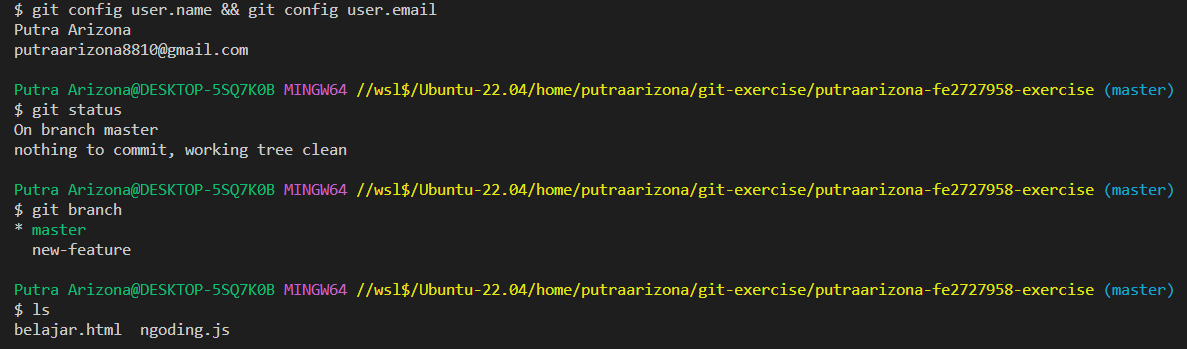 $ git config user.name && git config user.email
Putra Arizona
putraarizona8810@gmail.com
Putra Arizona@DESKTOP-5SQ7K0B MINGW64 //wsl$/Ubuntu-22.04/home/putraarizona/git-exercise/putraarizona-fe2727958-exercise (master)
$ git status
On branch master
nothing to commit, working tree clean
Putra Arizona@DESKTOP-5SQ7K0B MINGW64 //wsl$/Ubuntu-22.04/home/putraarizona/git-exercise/putraarizona-fe2727958-exercise (master)
$ git branch
* master
  new-feature
Putra Arizona@DESKTOP-5SQ7K0B MINGW64 //wsl$/Ubuntu-22.04/home/putraarizona/git-exercise/putraarizona-fe2727958-exercise (master)
$ ls
belajar.html  ngoding.js